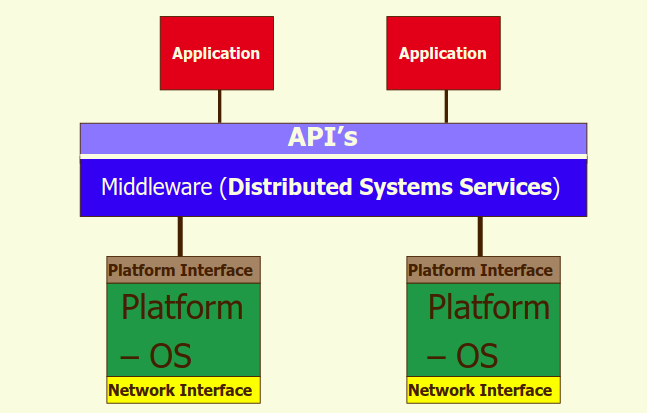 Application
Application
API's
Middleware (Distributed Systems Services)
Platform Interface
Platform
– OS
Network Interface
Platform Interface
Platform
– OS
Network Interface